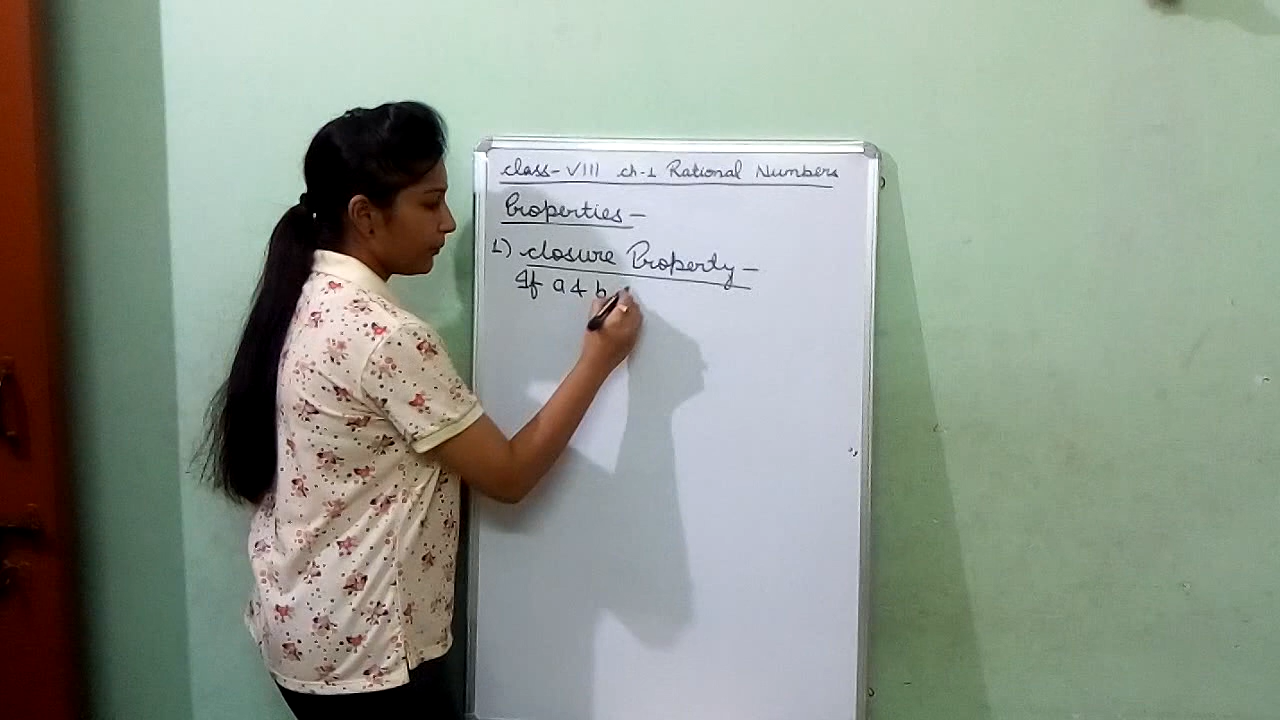 Class-VIII ch-1 Rational Numbers
Properties-
1) Closure Property-
If a & b